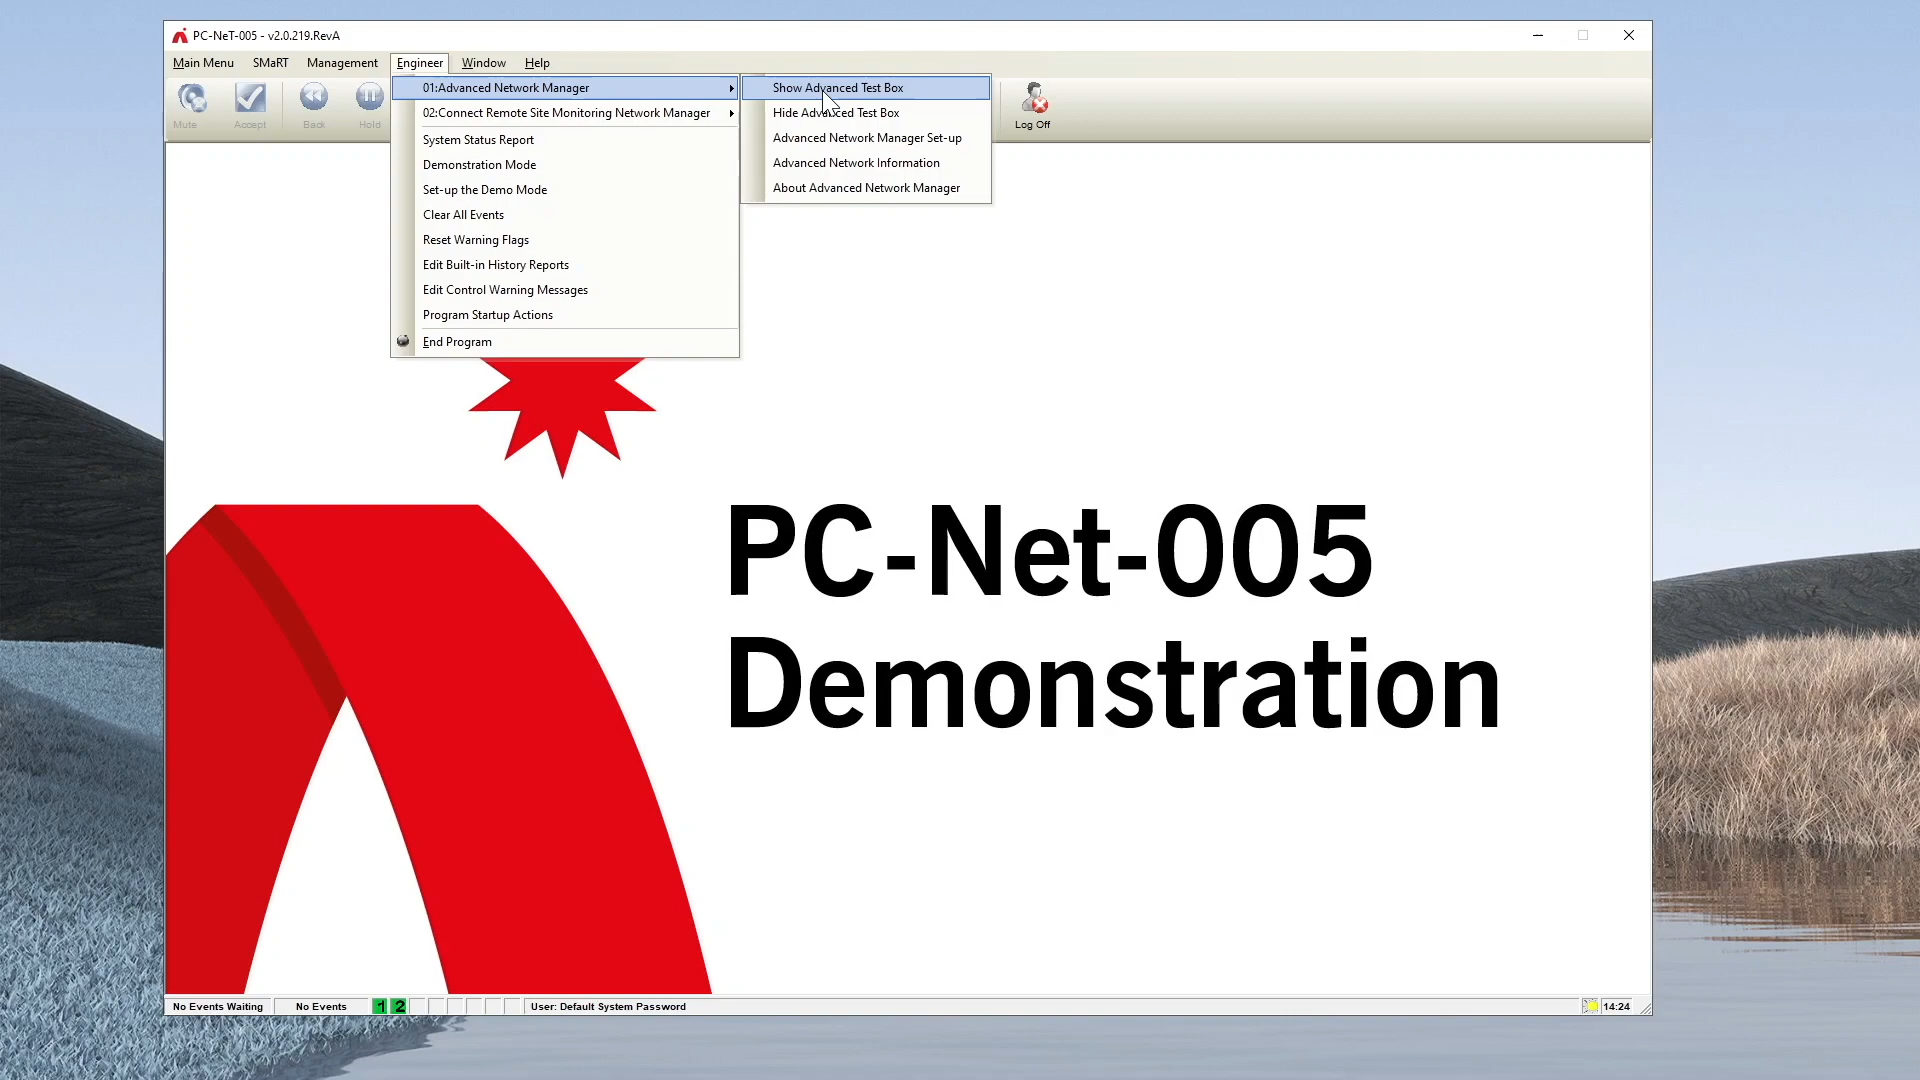 PC-NeT-005 - v2.0.219.RevA
Main Menu SMaRT Management Engineer Window Help
Mute Accept Back Hold Log Off
01:Advanced Network Manager
02:Connect Remote Site Monitoring Network Manager
System Status Report
Demonstration Mode
Set-up the Demo Mode
Clear All Events
Reset Warning Flags
Edit Built-in History Reports
Edit Control Warning Messages
Program Startup Actions
End Program
Show Advanced Test Box
Hide Advanced Test Box
Advanced Network Manager Set-up
Advanced Network Information
About Advanced Network Manager
PC-Net-005
Demonstration
No Events Waiting No Events 1 2 User: Default System Password 14:24